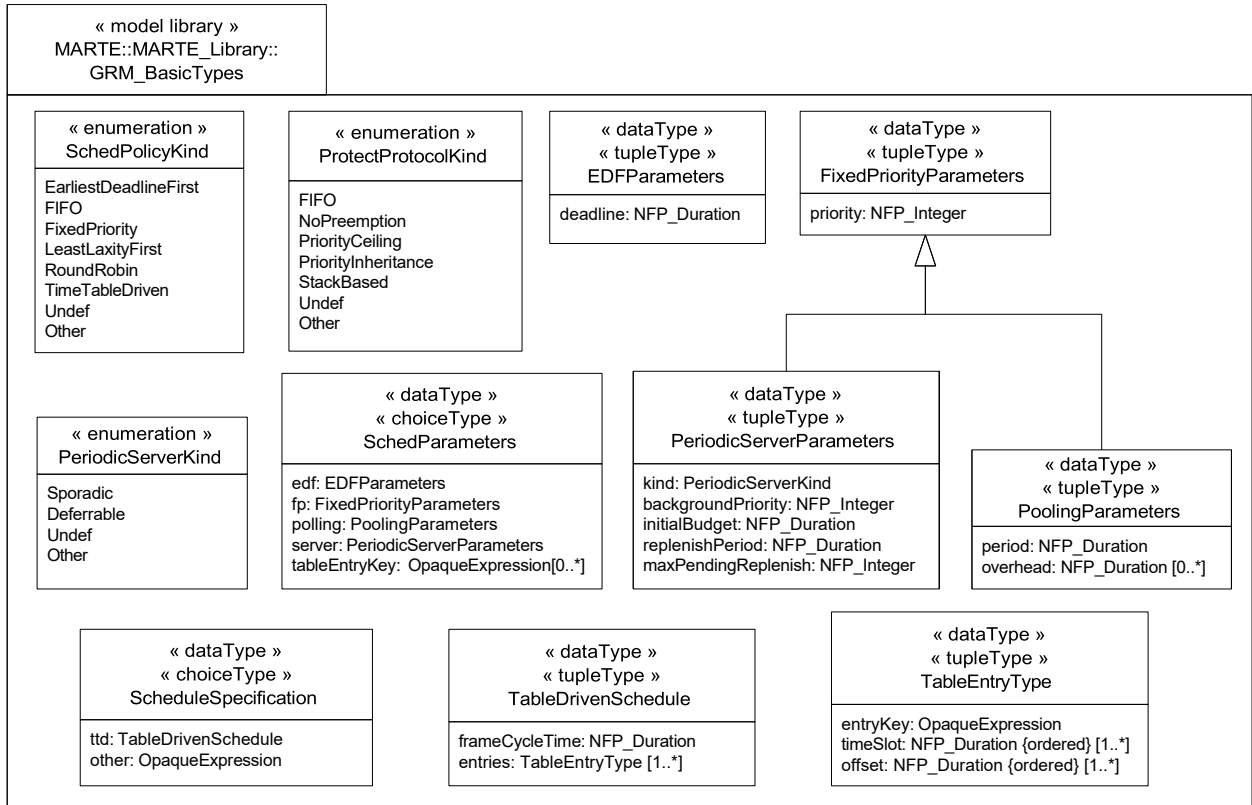 « model library »
MARTE::MARTE_Library::
GRM_BasicTypes
« enumeration »
SchedPolicyKind
EarliestDeadlineFirst
FIFO
FixedPriority
LeastLaxityFirst
RoundRobin
TimeTableDriven
Undef
Other
« enumeration »
ProtectProtocolKind
FIFO
NoPreemption
PriorityCeiling
PriorityInheritance
StackBased
Undef
Other
« dataType »
« tupleType »
EDFParameters
deadline: NFP_Duration
« dataType »
« tupleType »
FixedPriorityParameters
priority: NFP_Integer
« enumeration »
PeriodicServerKind
Sporadic
Deferrable
Undef
Other
« dataType »
« choiceType »
SchedParameters
edf: EDFParameters
fp: FixedPriorityParameters
polling: PoolingParameters
server: PeriodicServerParameters
tableEntryKey: OpaqueExpression[0..*]
« dataType »
« tupleType »
PeriodicServerParameters
kind: PeriodicServerKind
backgroundPriority: NFP_Integer
initialBudget: NFP_Duration
replenishPeriod: NFP_Duration
maxPendingReplenish: NFP_Integer
« dataType »
« tupleType »
PoolingParameters
period: NFP_Duration
overhead: NFP_Duration [0..*]
« dataType »
« choiceType »
ScheduleSpecification
ttd: TableDrivenSchedule
other: OpaqueExpression
« dataType »
« tupleType »
TableDrivenSchedule
frameCycleTime: NFP_Duration
entries: TableEntryType [1..*]
« dataType »
« tupleType »
TableEntryType
entryKey: OpaqueExpression
timeSlot: NFP_Duration {ordered} [1..*]
offset: NFP_Duration {ordered} [1..*]